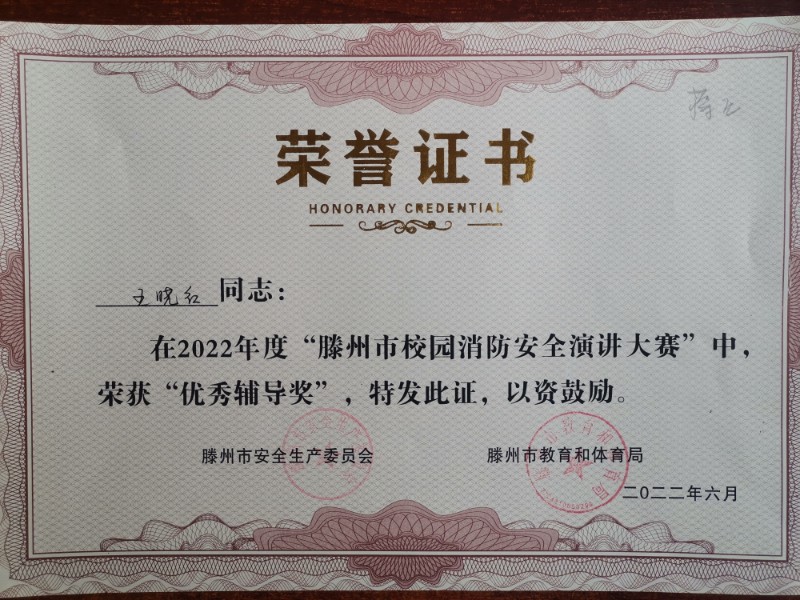 荣誉证书
HONORARY CREDENTIAL
王晓红同志：
在2022年度“滕州市校园消防安全演讲大赛”中，
荣获“优秀辅导奖”，特发此证，以资鼓励。
滕州市安全生产委员会
滕州市教育和体育局
二〇二二年六月